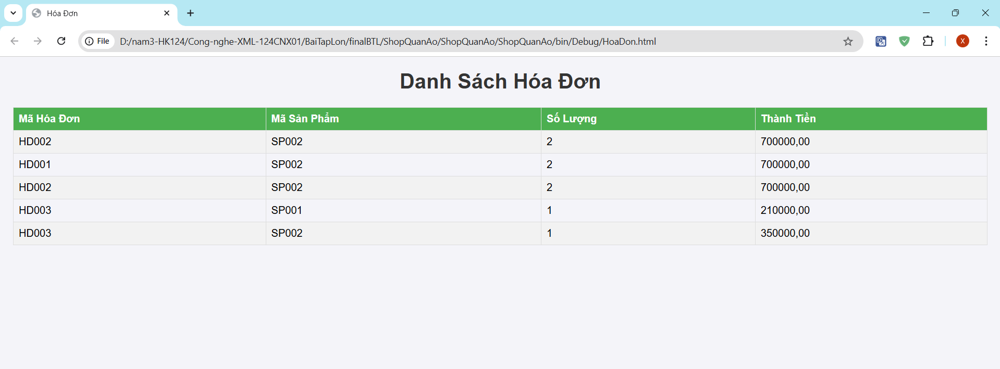 Hóa Đơn
File D:/nam3-HK124/Cong-nghe-XML-124CNX01/BaiTapLon/finalBTL/ShopQuanAo/ShopQuanAo/ShopQuanAo/bin/Debug/HoaDon.html X
Danh Sách Hóa Đơn
Mã Hóa Đơn Mã Sản Phẩm Số Lượng Thành Tiền
HD002 SP002 2 700000,00
HD001 SP002 2 700000,00
HD002 SP002 2 700000,00
HD003 SP001 1 210000,00
HD003 SP002 1 350000,00